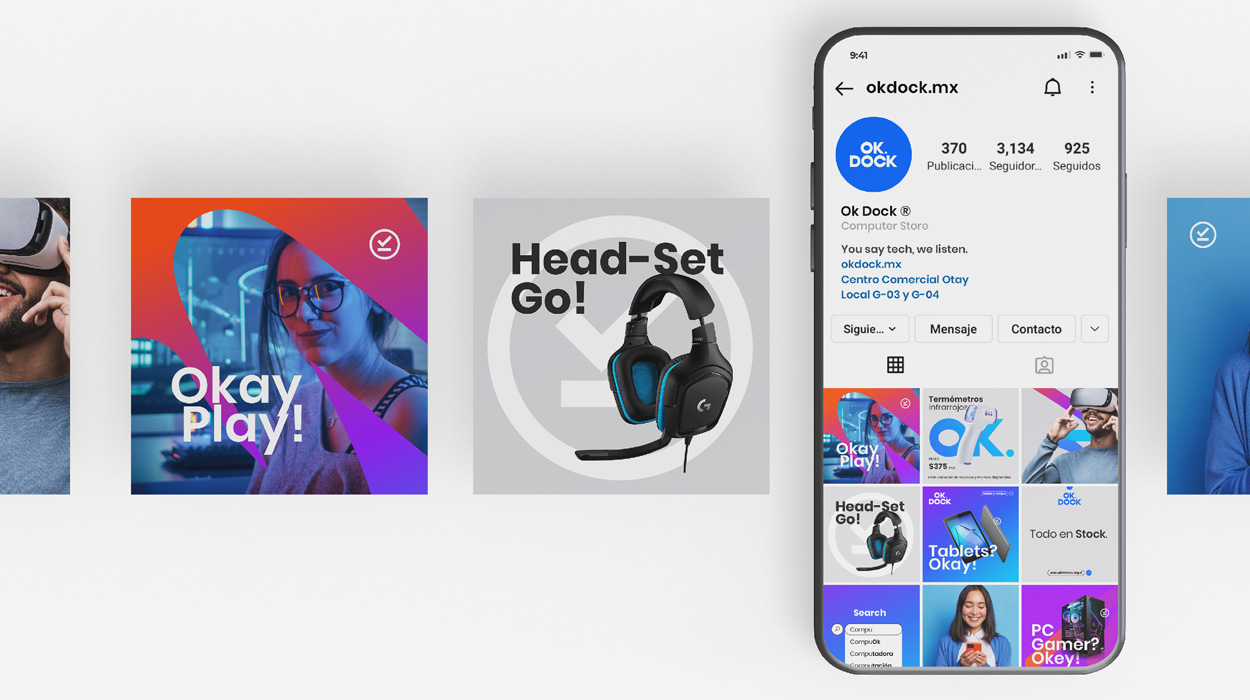 Okay
Play!
Head-Set
Go!
9:41
okdock.mx
OK.
DOCK
370
3,134
925
Publicaci...
Seguidor...
Seguidos
Ok Dock ®
Computer Store
You say tech, we listen.
okdock.mx
Centro Comercial Otay
Local G-03 y G-04
Siguie...
Mensaje
Contacto
Okay
Play!
Termómetros
infrarrojos
OK.
$375
Head-Set
Go!
OK.
DOCK
Tablets?
Okay!
OK.
DOCK
Todo en Stock.
Search
Compu
CompuOk
Computadora
Computación
PC
Gamer?
Okey!